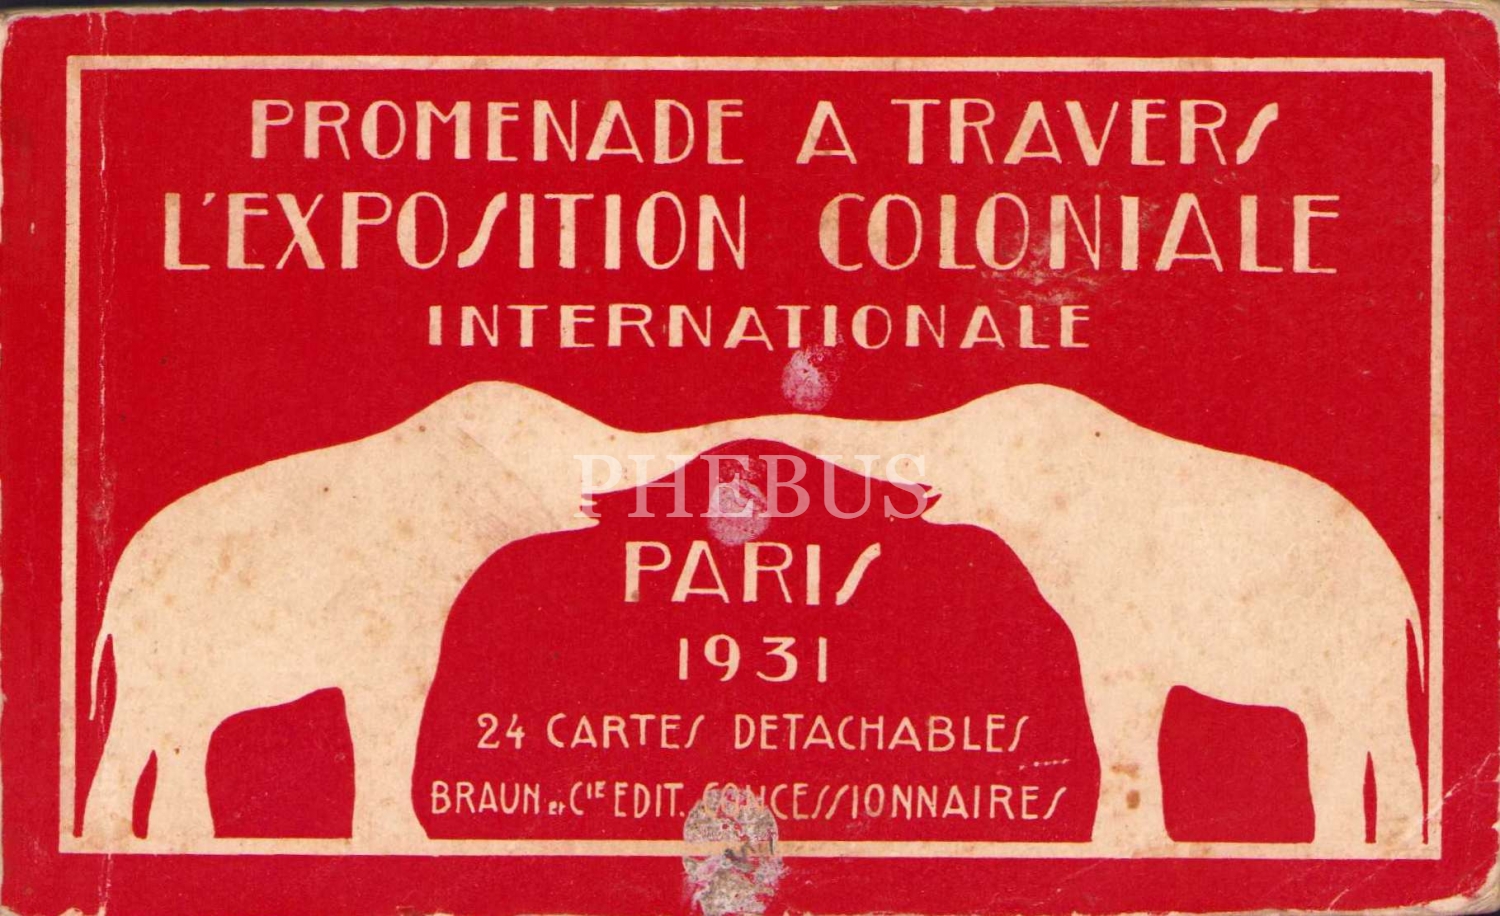 PROMENADE A TRAVERS
L'EXPOSITION COLONIALE
INTERNATIONALE
PHEBUS
PARIS
1931
24 CARTES DETACHABLES
BRAUN et CIE EDIT. CONCESSIONNAIRES